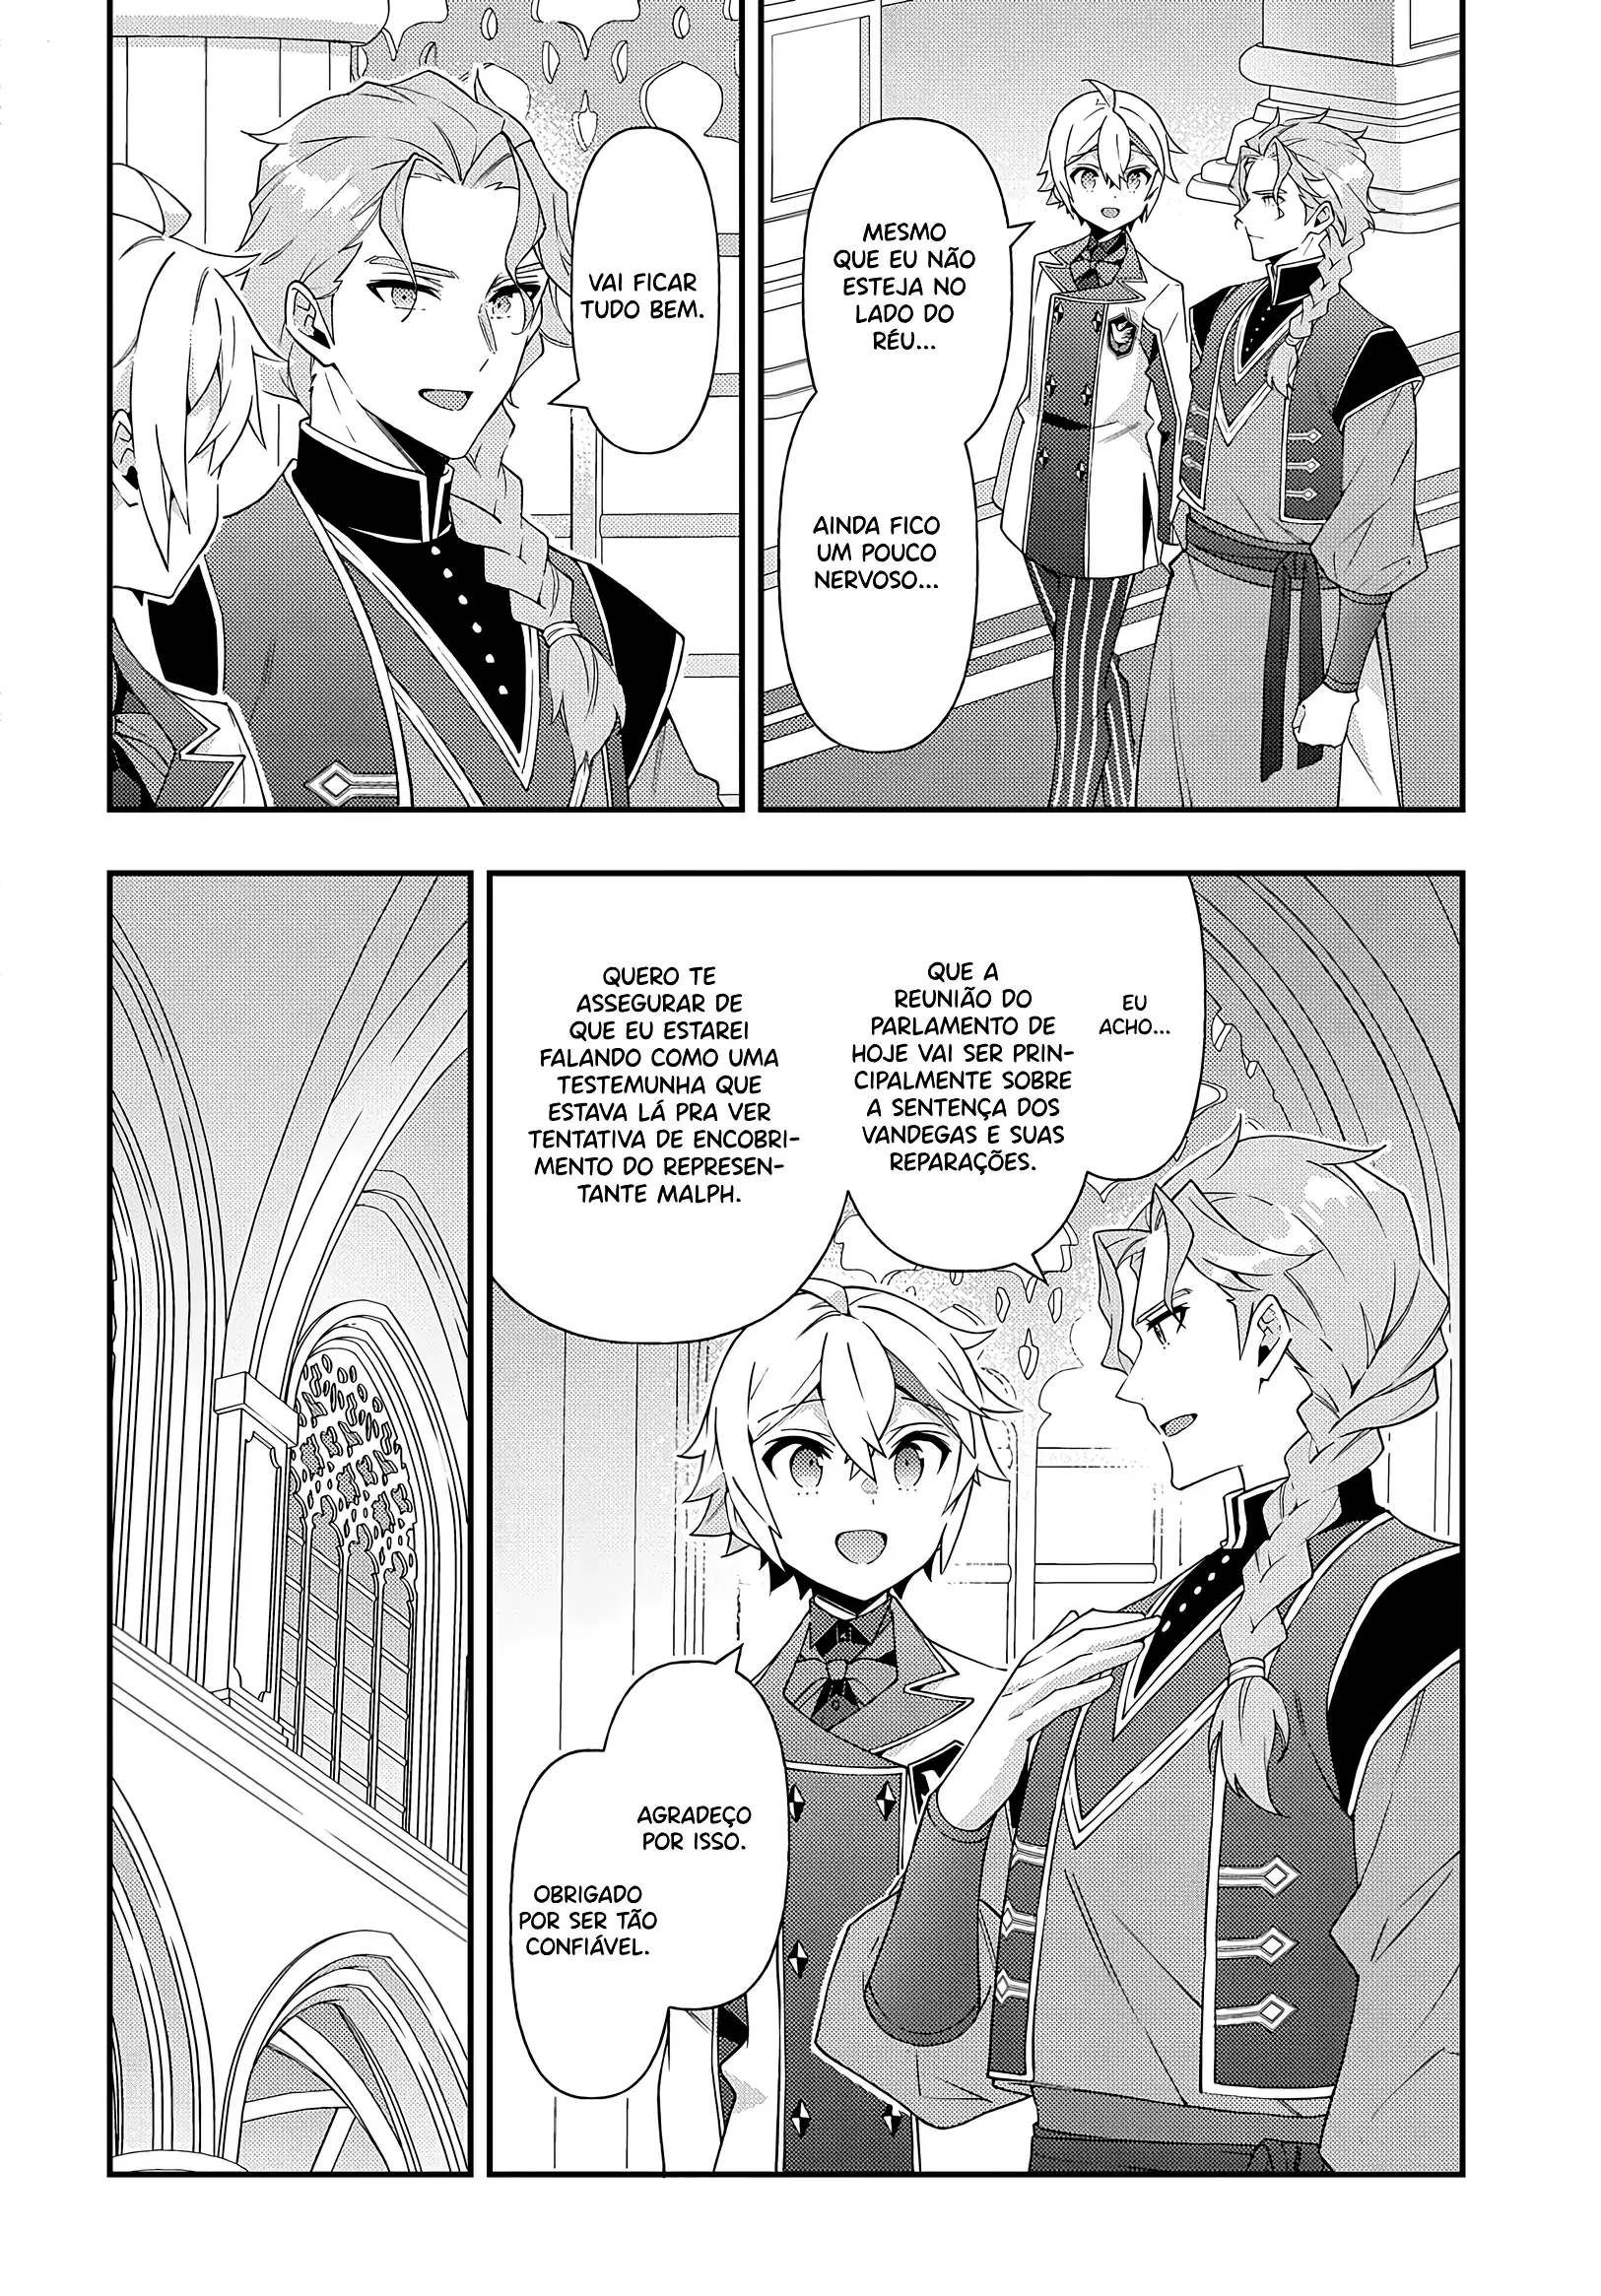 MESMO
QUE EU NÃO
ESTEJA NO
LADO DO
RÉU...
AINDA FICO
UM POUCO
NERVOSO...
VAI FICAR
TUDO BEM.
EU
ACHO...
QUE A
REUNIÃO DO
PARLAMENTO DE
HOJE VAI SER PRIN-
CIPALMENTE SOBRE
A SENTENÇA DOS
VANDEGAS E SUAS
REPARAÇÕES.
QUERO TE
ASSEGURAR DE
QUE EU ESTAREI
FALANDO COMO UMA
TESTEMUNHA QUE
ESTAVA LÁ PRA VER
TENTATIVA DE ENCOBRI-
MENTO DO REPRESEN-
TANTE MALPH.
AGRADEÇO
POR ISSO.
OBRIGADO
POR SER TÃO
CONFIÁVEL.